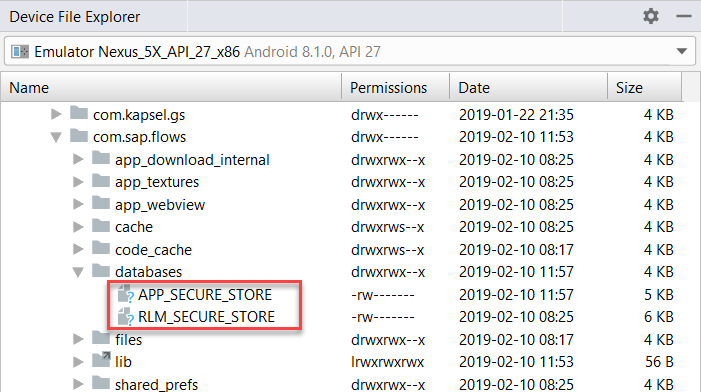 Device File Explorer
Emulator Nexus_5X_API_27_x86 Android 8.1.0, API 27
Name Permissions Date Size
com.kapsel.gs drwx------ 2019-01-22 21:35 4 KB
com.sap.flows drwx------ 2019-02-10 11:53 4 KB
app_download_internal drwxrwx--x 2019-02-10 08:25 4 KB
app_textures drwxrwx--x 2019-02-10 08:25 4 KB
app_webview drwxrwx--x 2019-02-10 08:25 4 KB
cache drwxrws--x 2019-02-10 08:25 4 KB
code_cache drwxrws--x 2019-02-10 08:17 4 KB
databases drwxrwx--x 2019-02-10 11:57 4 KB
APP_SECURE_STORE -rw------- 2019-02-10 11:57 5 KB
RLM_SECURE_STORE -rw------- 2019-02-10 08:25 6 KB
files drwxrwx--x 2019-02-10 08:17 4 KB
lib lrwxrwxrwx 2019-02-10 11:53 56 B
shared_prefs drwxrwx--x 2019-02-10 08:25 4 KB